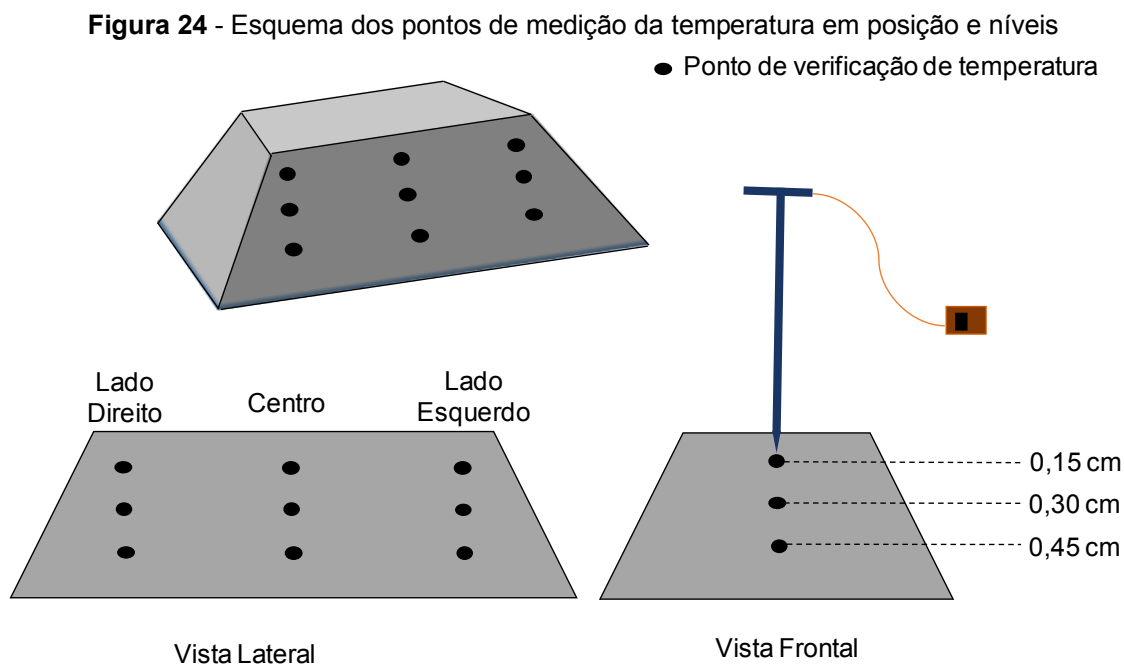 Figura 24 - Esquema dos pontos de medição da temperatura em posição e níveis
Ponto de verificação de temperatura
Lado
Direito
Centro
Lado
Esquerdo
0,15 cm
0,30 cm
0,45 cm
Vista Lateral
Vista Frontal